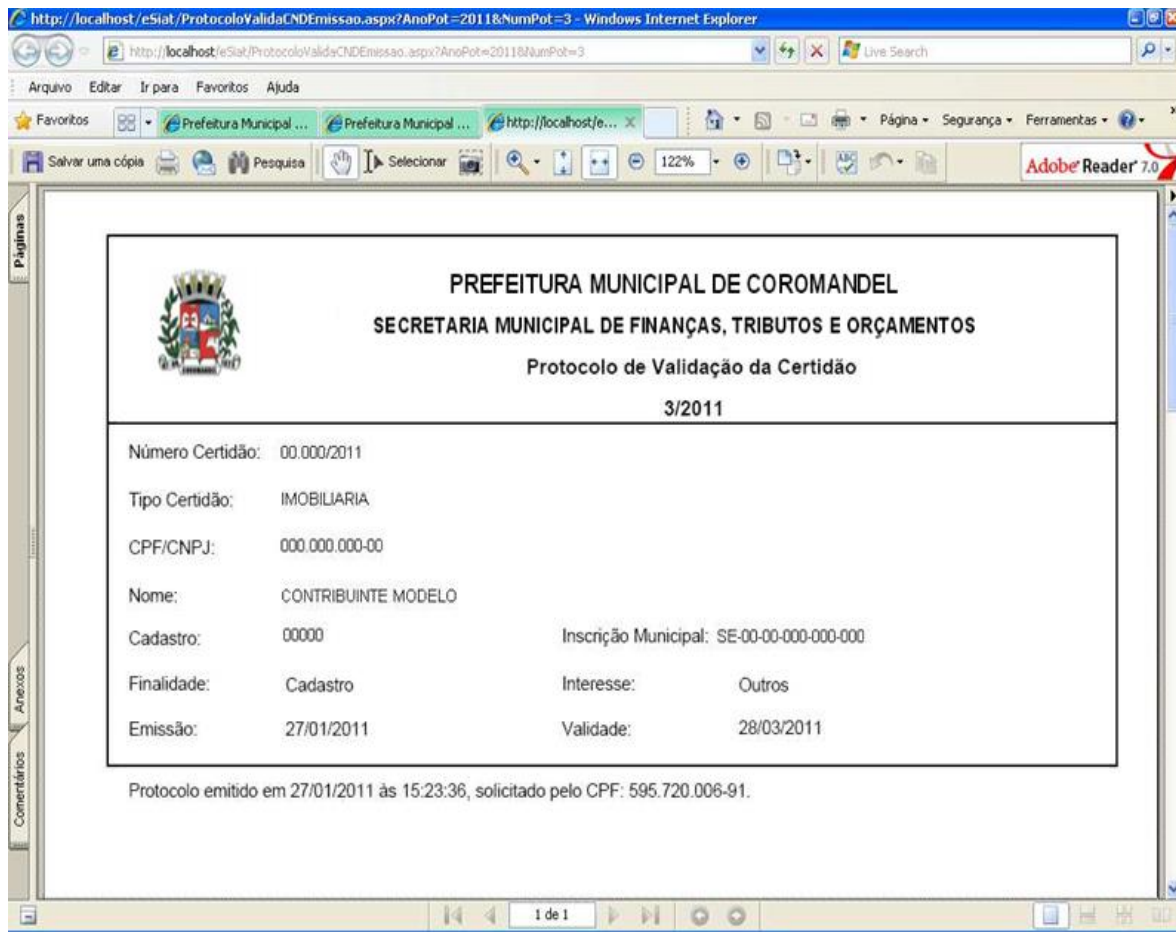 http://localhost/eSiat/ProtocoloValidaCNDEmissao.aspx?AnoPot=2011&NumPot=3 - Windows Internet Explorer
http://localhost/eSiat/ProtocoloValidaCNDEmissao.aspx?AnoPot=2011&NumPot=3
Live Search
Arquivo Editar Ir para Favoritos Ajuda
Favoritos Prefeitura Municipal ... Prefeitura Municipal ... http://localhost/e... Página Segurança Ferramentas
Salvar uma cópia Pesquisa Selecionar 122% Adobe Reader 7.0
Páginas
PREFEITURA MUNICIPAL DE COROMANDEL
SECRETARIA MUNICIPAL DE FINANÇAS, TRIBUTOS E ORÇAMENTOS
Protocolo de Validação da Certidão
3/2011
Número Certidão: 00.000/2011
Tipo Certidão: IMOBILIARIA
CPF/CNPJ: 000.000.000-00
Nome: CONTRIBUINTE MODELO
Cadastro: 00000 Inscrição Municipal: SE-00-00-000-000-000
Finalidade: Cadastro Interesse: Outros
Emissão: 27/01/2011 Validade: 28/03/2011
Protocolo emitido em 27/01/2011 às 15:23:36, solicitado pelo CPF: 595.720.006-91.
Anexos
Comentários
1 de 1